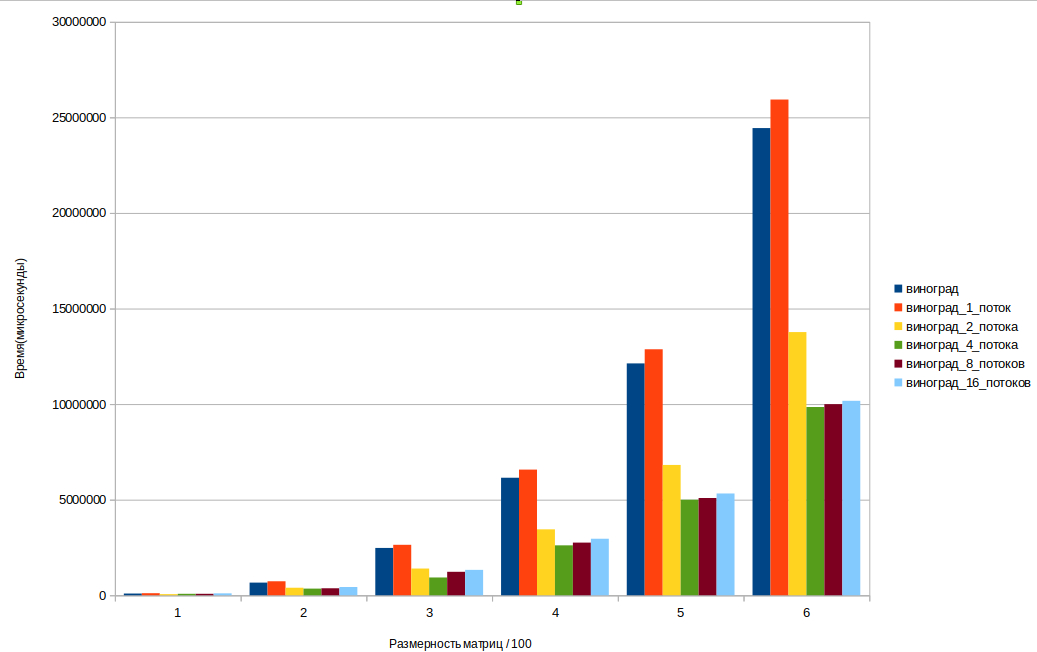 30000000
25000000
20000000
15000000
10000000
5000000
0
Время(микросекунды)
1 2 3 4 5 6
Размерность матриц / 100
виноград
виноград_1_поток
виноград_2_потока
виноград_4_потока
виноград_8_потоков
виноград_16_потоков